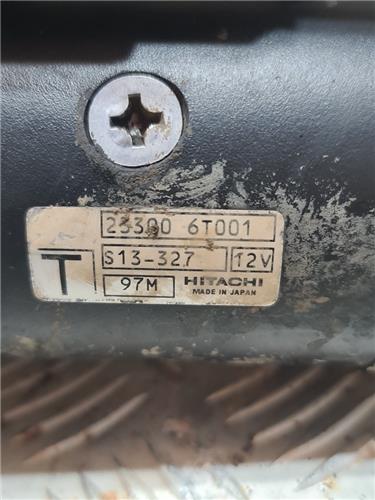 23300 6T001
S13-327 12V
T
97M HITACHI
MADE IN JAPAN